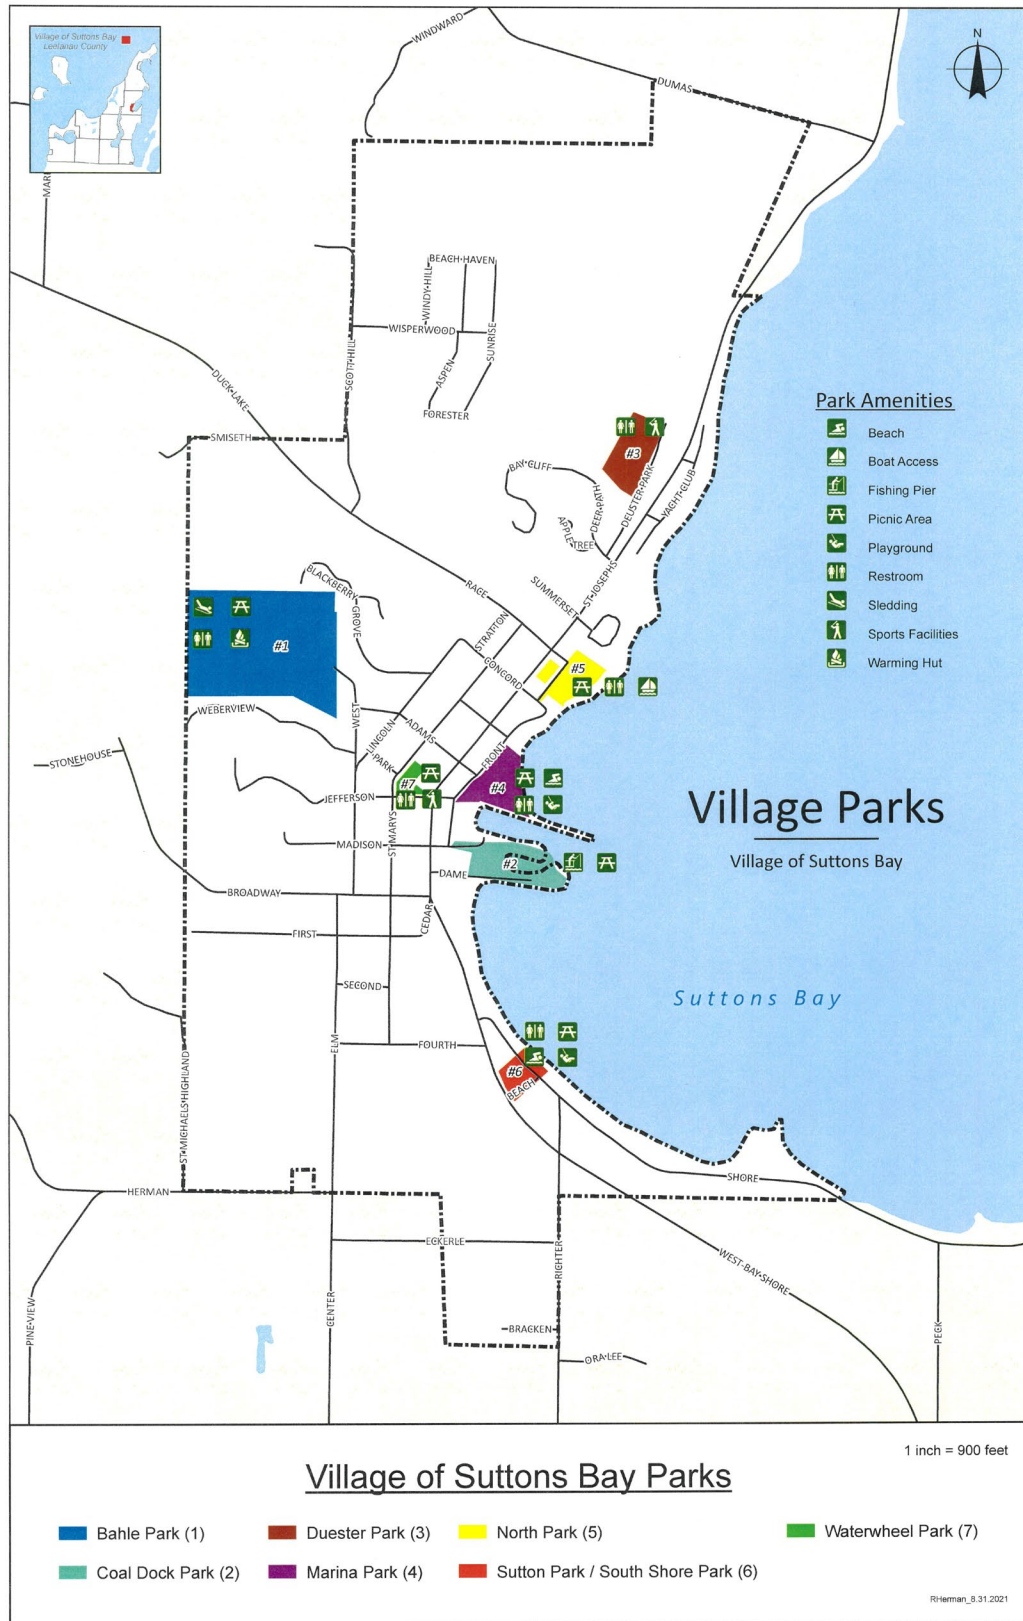 Village of Suttons Bay
Leelanau County
N
WINDWARD
DUMAS
BEACH HAVEN
WINDY HILL
WISPERWOOD
SUNRISE
ASPEN
FORESTER
SCOTT HILL
DUCK LAKE
SMISETH
Park Amenities
Beach
Boat Access
Fishing Pier
Picnic Area
Playground
Restroom
Sledding
Sports Facilities
Warming Hut
#3
BAY CLIFF
DEER PATH
APPLE TREE
DEUSTER PARK
YACHT CLUB
ST JOSEPHS
SUMMERSET
RACE
BLACKBERRY
GROVE
STRATTON
CONCORD
#1
#5
WEBERVIEW
WEST
LINCOLN
ADAMS
PARK
FRONT
STONEHOUSE
#7
#4
JEFFERSON
Village Parks
Village of Suttons Bay
ST MARYS
MADISON
#2
DAME
BROADWAY
CEDAR
FIRST
SECOND
Suttons Bay
ELM
FOURTH
#6
BEACH
ST MICHAELS HIGHLAND
HERMAN
SHORE
ECKERLE
RICHTER
WEST BAY SHORE
PINE VIEW
CENTER
BRACKEN
PECK
ORA LEE
1 inch = 900 feet
Village of Suttons Bay Parks
Bahle Park (1)
Duester Park (3)
North Park (5)
Waterwheel Park (7)
Coal Dock Park (2)
Marina Park (4)
Sutton Park / South Shore Park (6)
RHerman_8.31.2021